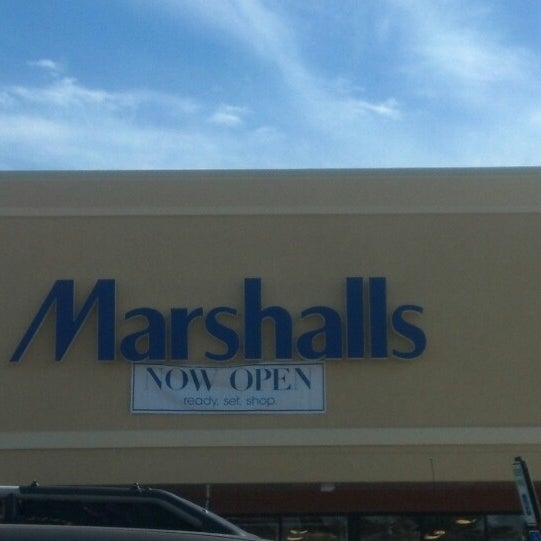 Marshalls
NOW OPEN
ready, set, shop.